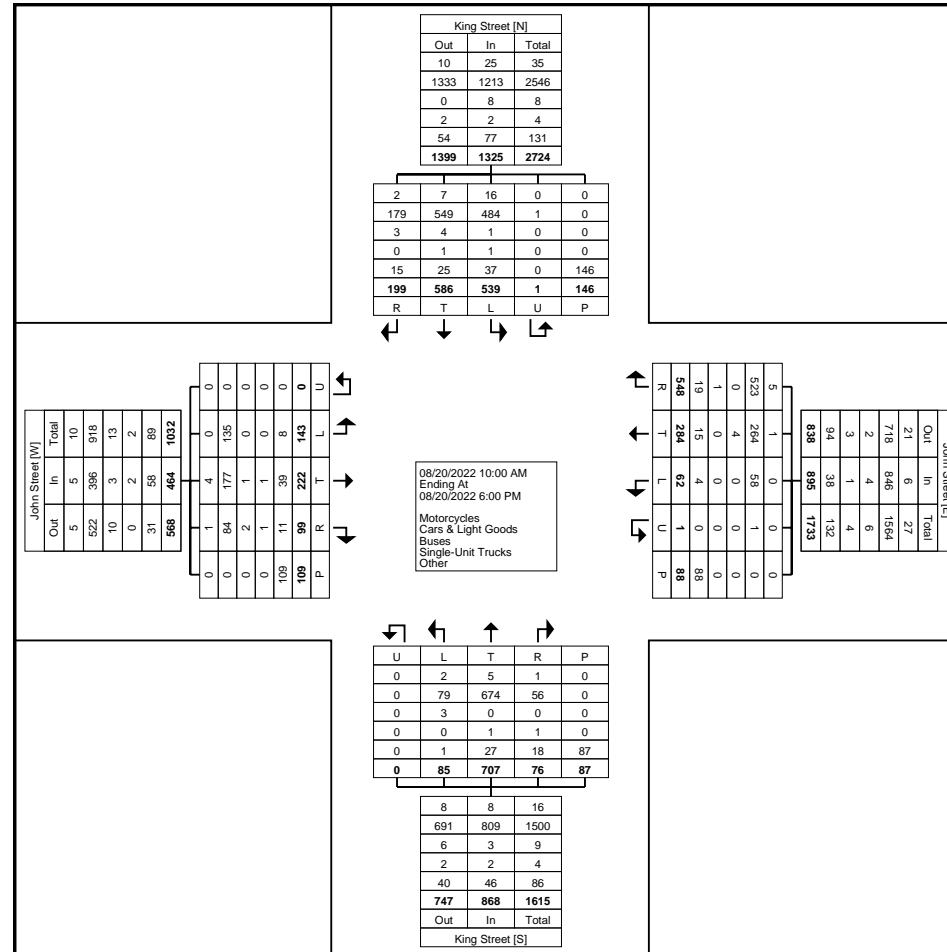 King Street [N]
Out In Total
10 25 35
1333 1213 2546
0 8 8
2 2 4
54 77 131
1399 1325 2724
2 7 16 0 0
179 549 484 1 0
3 4 1 0 0
0 1 1 0 0
15 25 37 0 146
199 586 539 1 146
R T L U P
John Street [W]
Total 10 918 13 2 89 1032
In 5 396 3 2 58 464
Out 5 522 10 0 31 568
0 0 0 0 0 0 U
0 135 0 0 8 143 L
4 177 1 1 39 222 T
1 84 2 1 11 99 R
0 0 0 0 109 109 P
08/20/2022 10:00 AM
Ending At
08/20/2022 6:00 PM
Motorcycles
Cars & Light Goods
Buses
Single-Unit Trucks
Other
R 548 19 1 0 523 5
T 284 15 0 4 264 1
L 62 4 0 0 58 0
U 1 0 0 0 1 0
P 88 88 0 0 0 0
838 94 3 2 718 21 Out
895 38 1 4 846 6 In
1733 132 4 6 1564 27 Total
John Street [E]
U L T R P
0 2 5 1 0
0 79 674 56 0
0 3 0 0 0
0 0 1 1 0
0 1 27 18 87
0 85 707 76 87
8 8 16
691 809 1500
6 3 9
2 2 4
40 46 86
747 868 1615
Out In Total
King Street [S]